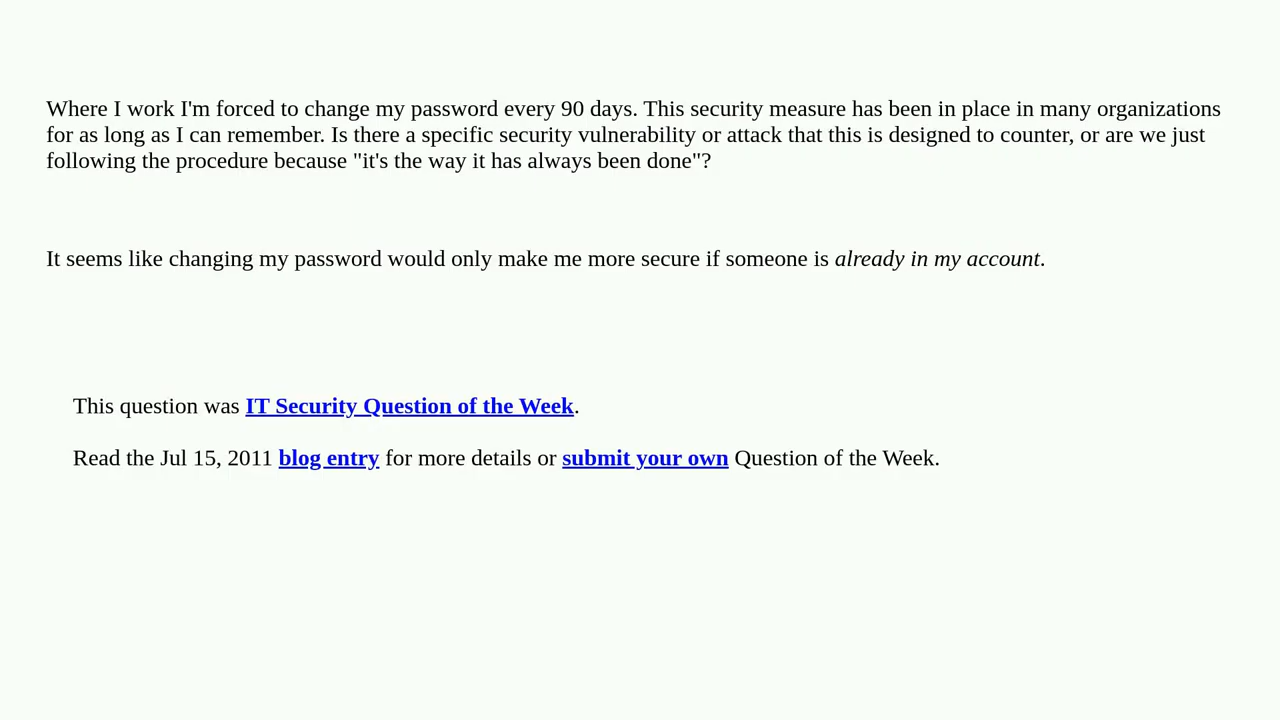 Where I work I'm forced to change my password every 90 days. This security measure has been in place in many organizations
for as long as I can remember. Is there a specific security vulnerability or attack that this is designed to counter, or are we just
following the procedure because "it's the way it has always been done"?
It seems like changing my password would only make me more secure if someone is already in my account.
This question was IT Security Question of the Week.
Read the Jul 15, 2011 blog entry for more details or submit your own Question of the Week.